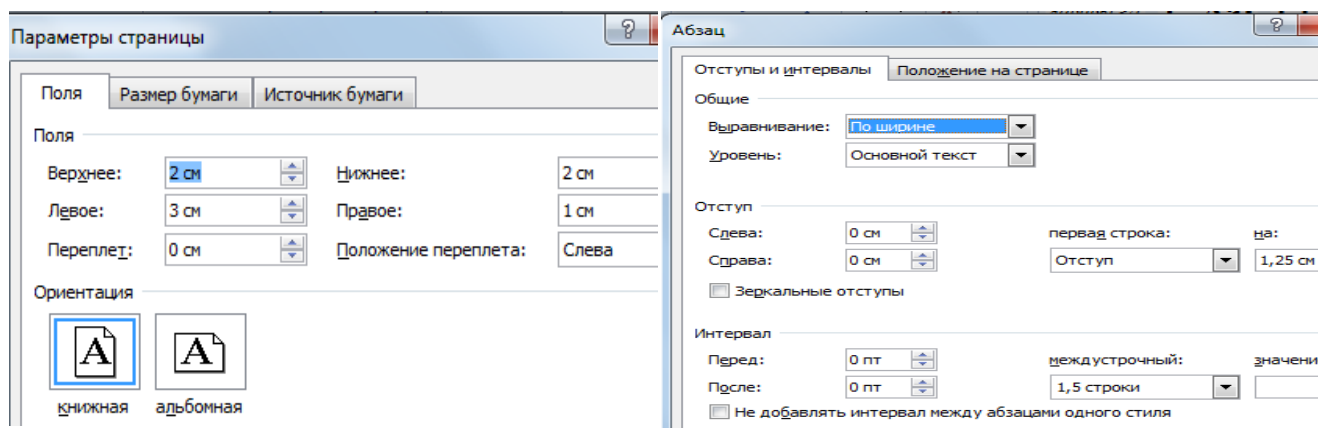 Параметры страницы
Поля Размер бумаги Источник бумаги
Поля
Верхнее: 2 см Нижнее: 2 см
Левое: 3 см Правое: 1 см
Переплет: 0 см Положение переплета: Слева
Ориентация
A A
книжная альбомная
Абзац
Отступы и интервалы Положение на странице
Общие
Выравнивание: По ширине
Уровень: Основной текст
Отступ
Слева: 0 см первая строка: на:
Справа: 0 см Отступ 1,25 см
Зеркальные отступы
Интервал
Перед: 0 пт междустрочный: значени
После: 0 пт 1,5 строки
Не добавлять интервал между абзацами одного стиля